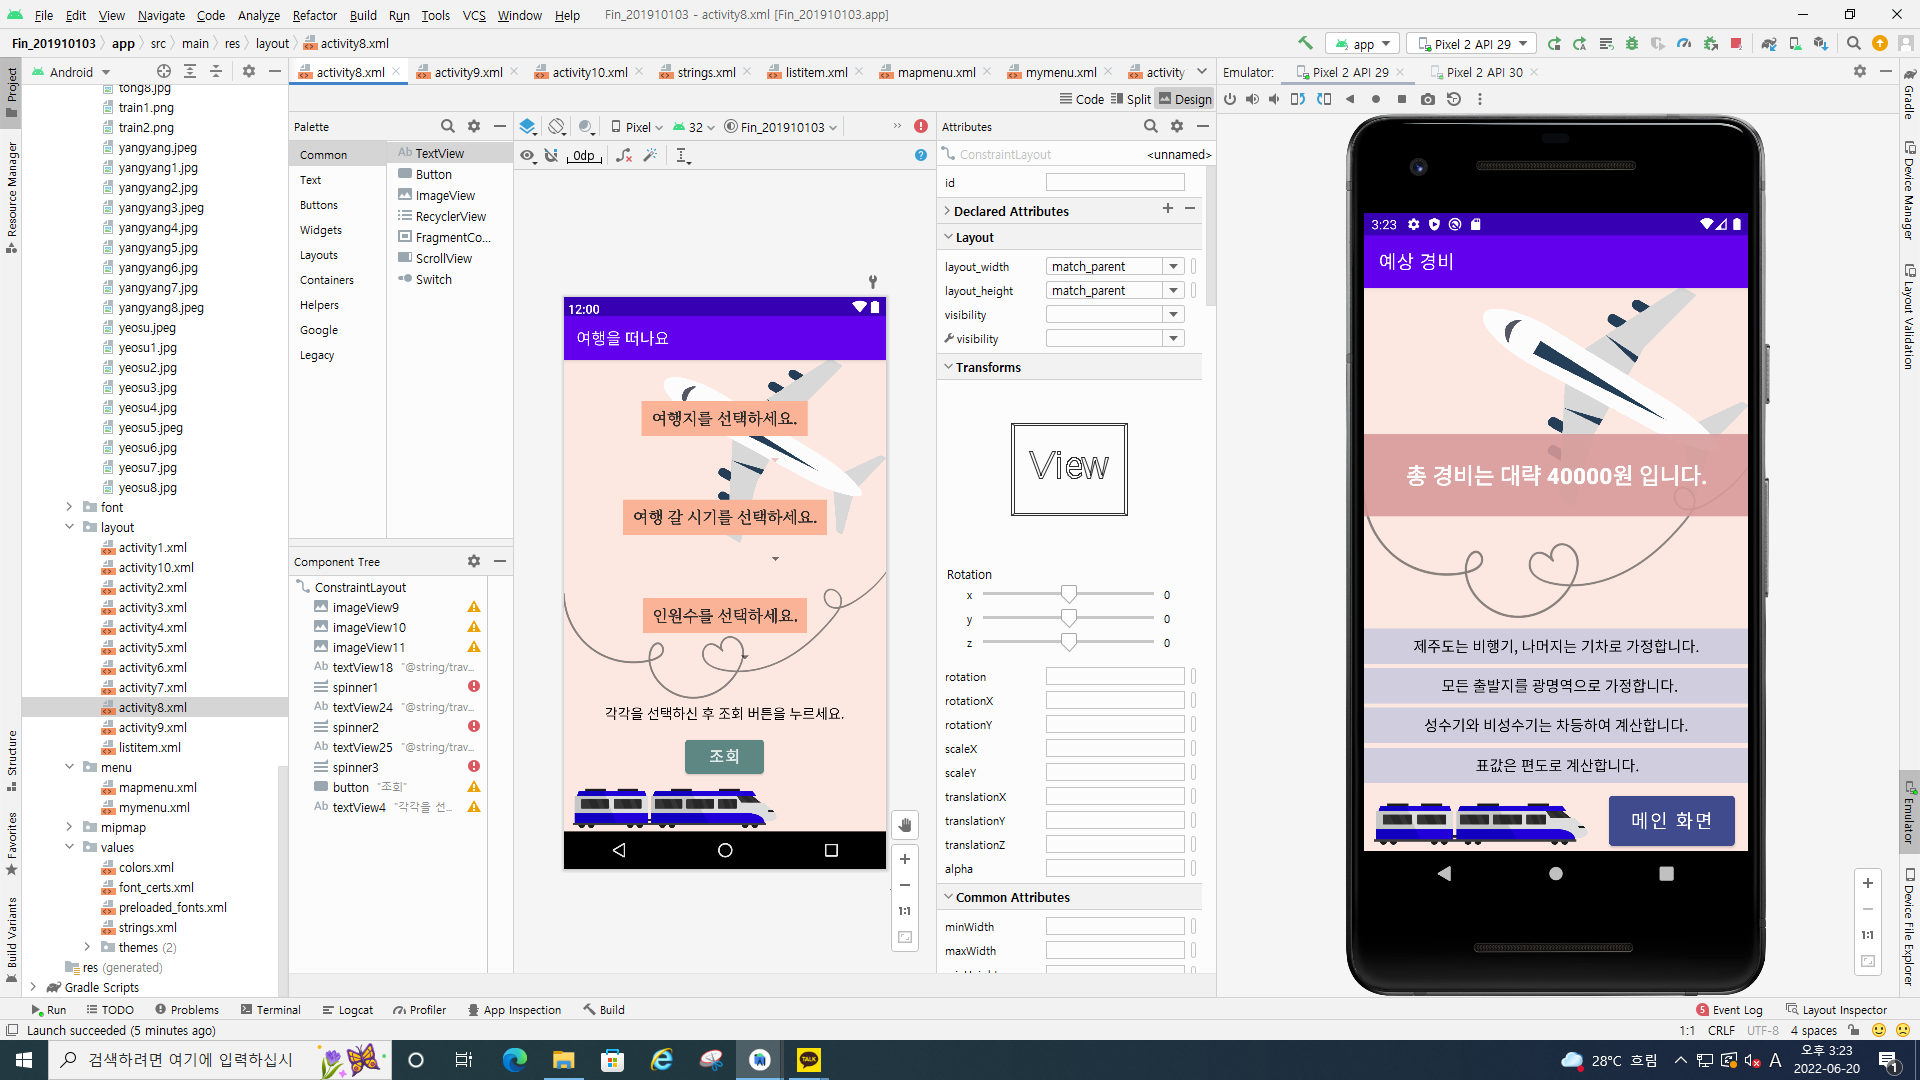 File Edit View Navigate Code Analyze Refactor Build Run Tools VCS Window Help Fin_201910103 - activity8.xml [Fin_201910103.app]
Fin_201910103 app src main res layout activity8.xml
app Pixel 2 API 29
Android
activity8.xml activity9.xml activity10.xml strings.xml listitem.xml mapmenu.xml mymenu.xml activity
Emulator: Pixel 2 API 29 Pixel 2 API 30
Code Split Design
Project
Resource Manager
Structure
Favorites
Build Variants
tong8.jpg
train1.png
train2.png
yangyang.jpeg
yangyang1.jpg
yangyang2.jpg
yangyang3.jpeg
yangyang4.jpg
yangyang5.jpg
yangyang6.jpg
yangyang7.jpg
yangyang8.jpeg
yeosu.jpeg
yeosu1.jpg
yeosu2.jpg
yeosu3.jpg
yeosu4.jpg
yeosu5.jpeg
yeosu6.jpg
yeosu7.jpg
yeosu8.jpg
font
layout
activity1.xml
activity10.xml
activity2.xml
activity3.xml
activity4.xml
activity5.xml
activity6.xml
activity7.xml
activity8.xml
activity9.xml
listitem.xml
menu
mapmenu.xml
mymenu.xml
mipmap
values
colors.xml
font_certs.xml
preloaded_fonts.xml
strings.xml
themes (2)
res (generated)
Gradle Scripts
Palette
Common
Text
Buttons
Widgets
Layouts
Containers
Helpers
Google
Legacy
Ab TextView
Button
ImageView
RecyclerView
FragmentCo...
ScrollView
Switch
Component Tree
ConstraintLayout
imageView9
imageView10
imageView11
Ab textView18 "@string/trav...
spinner1
Ab textView24 "@string/trav...
spinner2
Ab textView25 "@string/trav...
spinner3
button "조회"
Ab textView4 "각각을 선...
Pixel 32 Fin_201910103
0dp
12:00
여행을 떠나요
여행지를 선택하세요.
여행 갈 시기를 선택하세요.
인원수를 선택하세요.
각각을 선택하신 후 조회 버튼을 누르세요.
조회
1:1
Attributes
ConstraintLayout <unnamed>
id
Declared Attributes
Layout
layout_width match_parent
layout_height match_parent
visibility
visibility
Transforms
View
Rotation
x 0
y 0
z 0
rotation
rotationX
rotationY
scaleX
scaleY
translationX
translationY
translationZ
alpha
Common Attributes
minWidth
maxWidth
3:23
예상 경비
총 경비는 대략 40000원 입니다.
제주도는 비행기, 나머지는 기차로 가정합니다.
모든 출발지를 광명역으로 가정합니다.
성수기와 비성수기는 차등하여 계산합니다.
표값은 편도로 계산합니다.
메인 화면
1:1
Gradle
Device Manager
Layout Validation
Emulator
Device File Explorer
Run TODO Problems Terminal Logcat Profiler App Inspection Build 5 Event Log Layout Inspector
Launch succeeded (5 minutes ago) 1:1 CRLF UTF-8 4 spaces
검색하려면 여기에 입력하십시 TALK 28°C 흐림 A 오후 3:23
2022-06-20 1